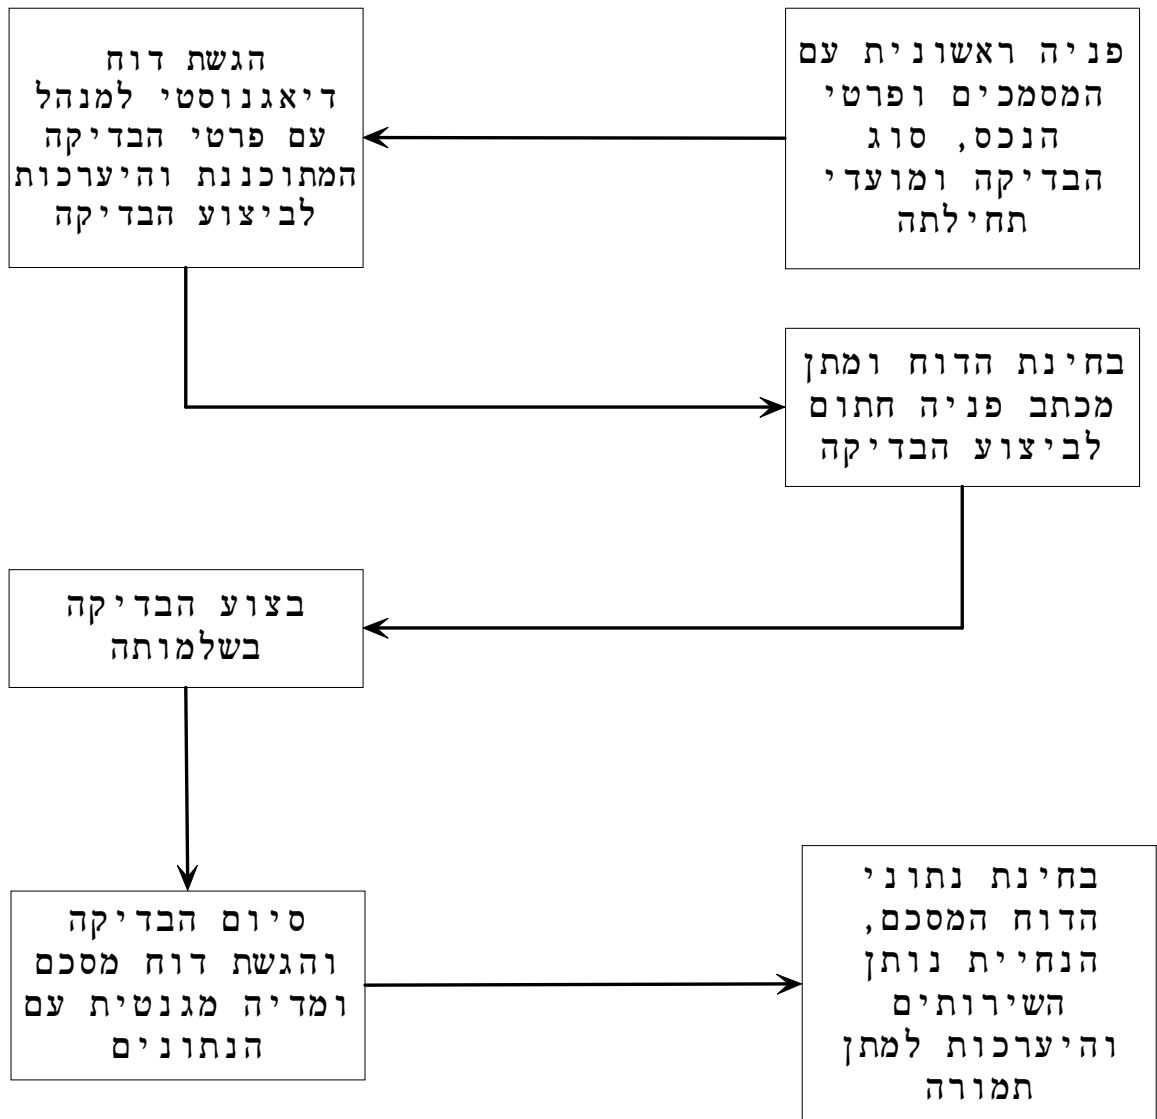 פניה ראשונית עם
המסמכים ופרטי
הנכס, סוג
הבדיקה ומועדי
תחילתה
הגשת דוח
דיאגנוסטי למנהל
עם פרטי הבדיקה
המתוכננת והיערכות
לביצוע הבדיקה
בחינת הדוח ומתן
מכתב פניה חתום
לביצוע הבדיקה
בצוע הבדיקה
בשלמותה
סיום הבדיקה
והגשת דוח מסכם
ומדיה מגנטית עם
הנתונים
בחינת נתוני
הדוח המסכם,
הנחיית נותן
השירותים
והיערכות למתן
תמורה